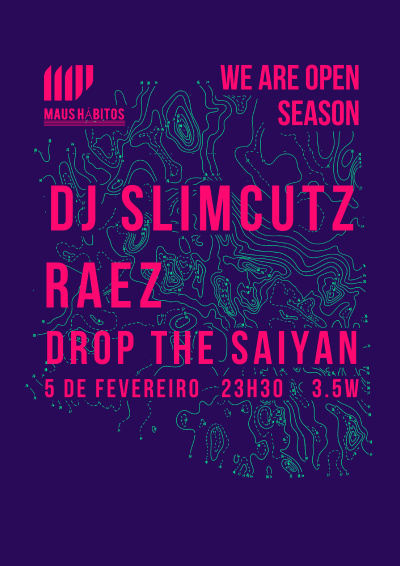 MAUS HÁBITOS
WE ARE OPEN
SEASON
DJ SLIMCUTZ
RAEZ
DROP THE SAIYAN
5 DE FEVEREIRO 23H30 3.5W